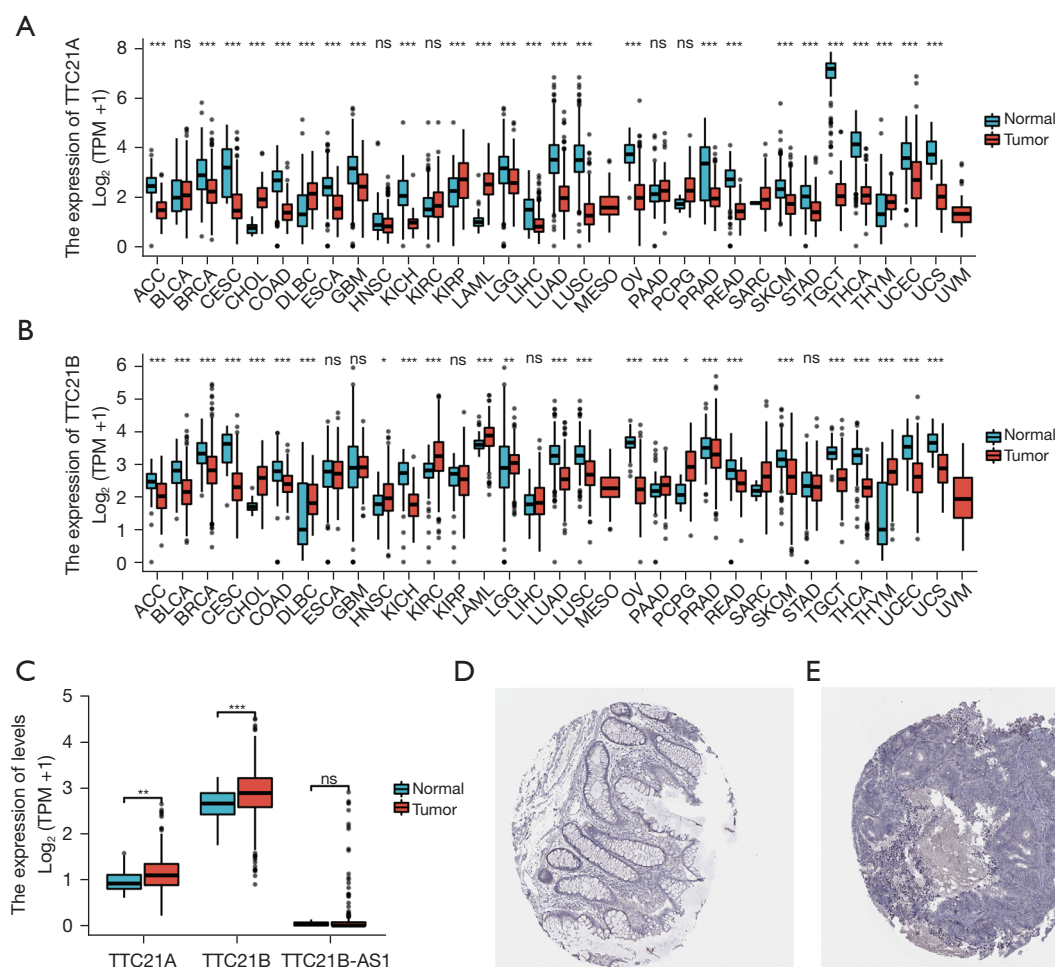 A
The expression of TTC21A
Log2 (TPM +1)
8
6
4
2
0
*** ns *** *** *** *** *** *** *** ns *** ns *** *** *** *** *** *** *** ns ns *** *** *** *** *** *** *** *** ***
Normal
Tumor
ACC BLCA BRCA CESC CHOL COAD DLBC ESCA GBM HNSC KICH KIRC KIRP LAML LGG LIHC LUAD LUSC MESO OV PAAD PCPG PRAD READ SARC SKCM STAD TGCT THCA THYM UCEC UCS UVM
B
The expression of TTC21B
Log2 (TPM +1)
6
5
4
3
2
1
0
*** *** *** *** *** *** *** ns ns * *** *** ns *** ** ns *** *** *** *** * *** *** *** ns *** *** *** *** ***
Normal
Tumor
ACC BLCA BRCA CESC CHOL COAD DLBC ESCA GBM HNSC KICH KIRC KIRP LAML LGG LIHC LUAD LUSC MESO OV PAAD PCPG PRAD READ SARC SKCM STAD TGCT THCA THYM UCEC UCS UVM
C
The expression of levels
Log2 (TPM +1)
5
4
3
2
1
0
** *** ns
Normal
Tumor
TTC21A TTC21B TTC21B-AS1
D
E